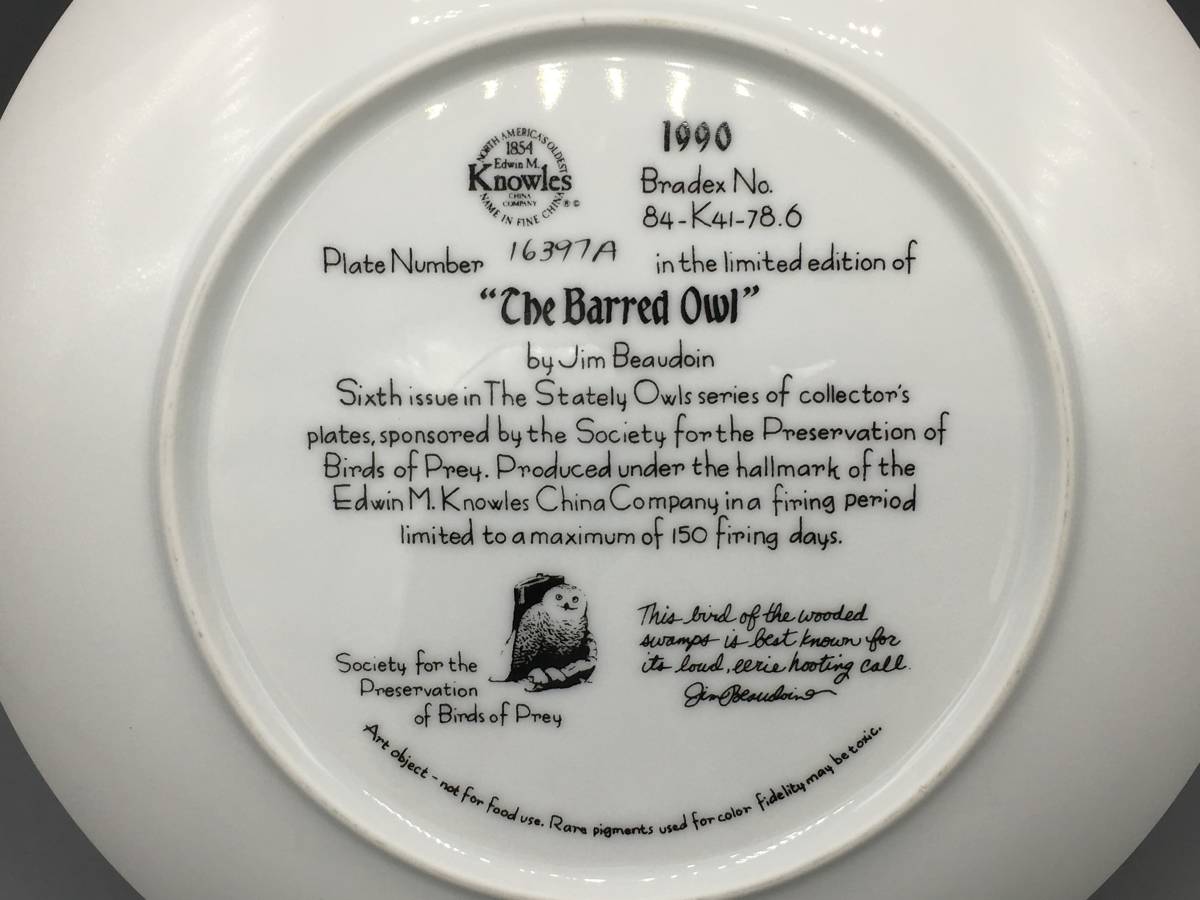 NORTH AMERICA'S OLDEST
1854
Edwin M.
Knowles
CHINA
COMPANY
NAME IN FINE CHINA
® ©
1990
Bradex No.
84-K41-78.6
Plate Number 16397A in the limited edition of
“The Barred Owl”
by Jim Beaudoin
Sixth issue in The Stately Owls series of collector's
plates, sponsored by the Society for the Preservation of
Birds of Prey. Produced under the hallmark of the
Edwin M. Knowles China Company in a firing period
limited to a maximum of 150 firing days.
Society for the
Preservation
of Birds of Prey
This bird of the wooded
swamps is best known for
its loud, eerie hooting call.
Jim Beaudoin
Art object - not for food use. Rare pigments used for color fidelity may be toxic.